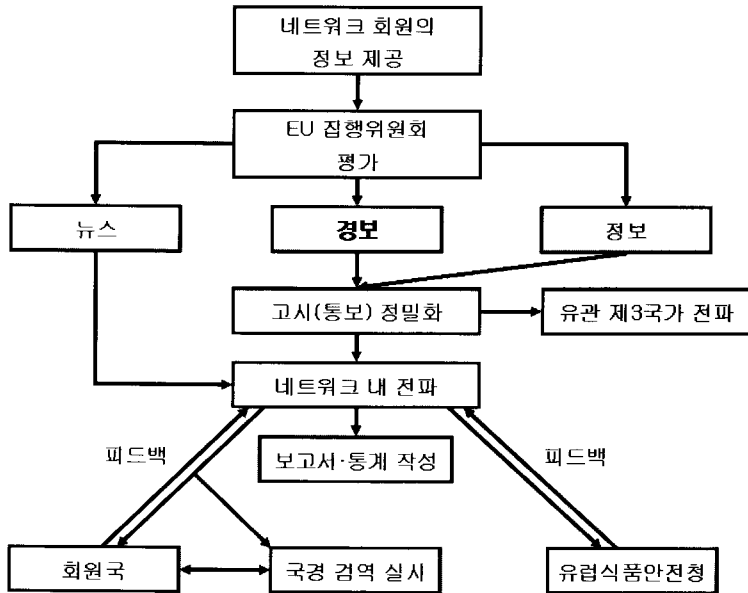 네트워크 회원의
정보 제공
EU 집행위원회
평가
뉴스
경보
정보
고시(통보) 정밀화
유관 제3국가 전파
네트워크 내 전파
피드백
보고서·통계 작성
피드백
회원국
국경 검역 실사
유럽식품안전청